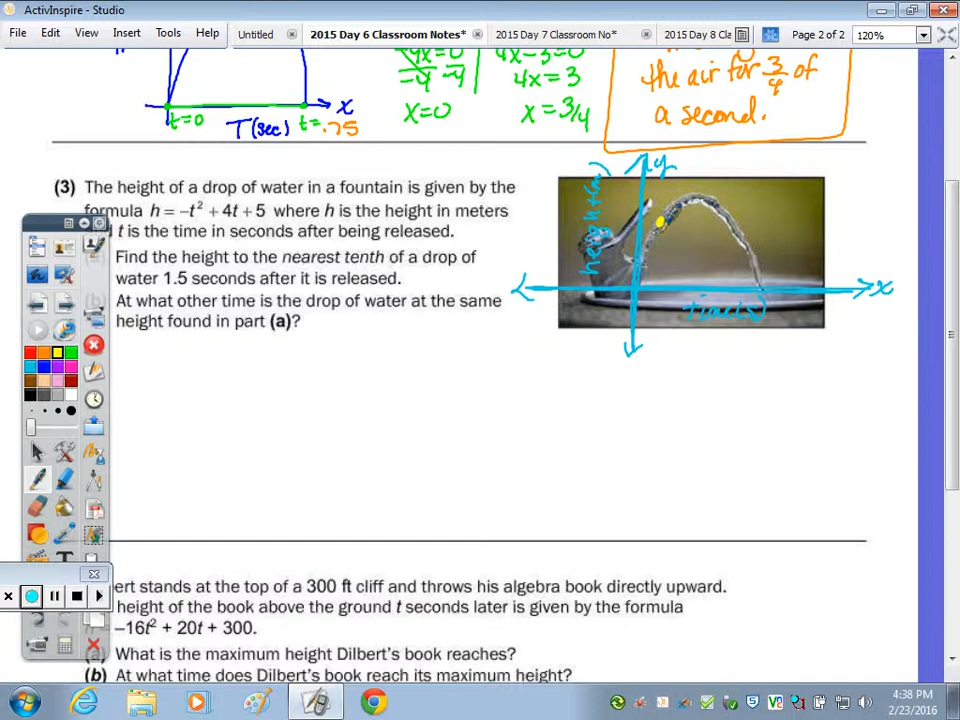 ActivInspire - Studio
File Edit View Insert Tools Help
Untitled 2015 Day 6 Classroom Notes* 2015 Day 7 Classroom No* 2015 Day 8 Cla Page 2 of 2 120%
-4x=0 4x-3=0
-4 -4 4x=3
x=0 x=3/4
the air for 3/4 of
a second.
x
t=0 T(sec) t=.75
(3) The height of a drop of water in a fountain is given by the
formula h = −t² + 4t + 5 where h is the height in meters
t is the time in seconds after being released.
Find the height to the nearest tenth of a drop of
water 1.5 seconds after it is released.
(b) At what other time is the drop of water at the same
height found in part (a)?
y
height(m)
x
time(s)
bert stands at the top of a 300 ft cliff and throws his algebra book directly upward.
height of the book above the ground t seconds later is given by the formula
−16t² + 20t + 300.
(a) What is the maximum height Dilbert's book reaches?
(b) At what time does Dilbert's book reach its maximum height?
4:38 PM
2/23/2016